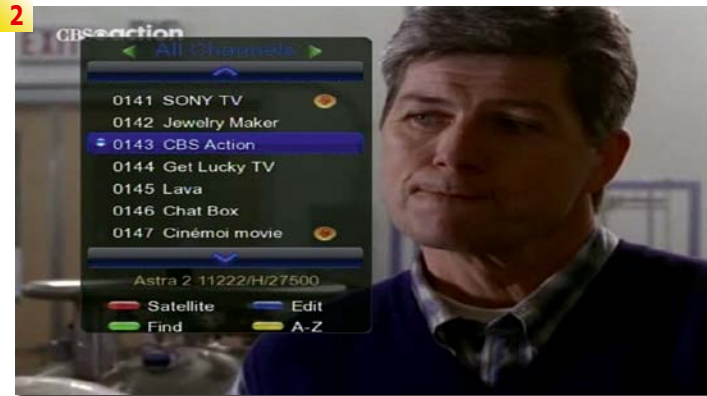 2
CBS action
EXIT
All Channels
0141 SONY TV
0142 Jewelry Maker
0143 CBS Action
0144 Get Lucky TV
0145 Lava
0146 Chat Box
0147 Cinémoi movie
Astra 2 11222/H/27500
Satellite Edit
Find A-Z